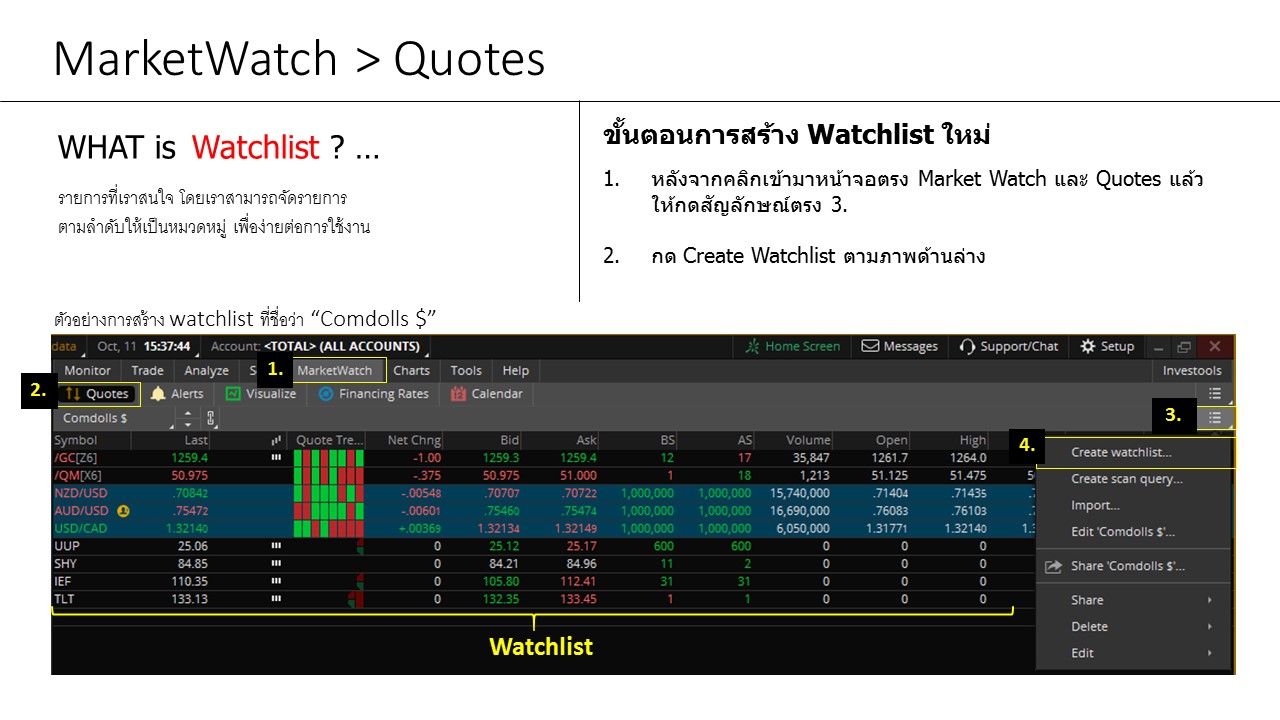 MarketWatch > Quotes
WHAT is Watchlist ? ...
รายการที่เราสนใจ โดยเราสามารถจัดรายการ
ตามลำดับให้เป็นหมวดหมู่ เพื่อง่ายต่อการใช้งาน
ขั้นตอนการสร้าง Watchlist ใหม่
1. หลังจากคลิกเข้ามาหน้าจอตรง Market Watch และ Quotes แล้ว
ให้กดสัญลักษณ์ตรง 3.
2. กด Create Watchlist ตามภาพด้านล่าง
ตัวอย่างการสร้าง watchlist ที่ชื่อว่า “Comdolls $”
data Oct, 11 15:37:44 Account: <TOTAL> (ALL ACCOUNTS) Home Screen Messages Support/Chat Setup
Monitor Trade Analyze S 1. MarketWatch Charts Tools Help Investools
2. Quotes Alerts Visualize Financing Rates Calendar
Comdolls $ 3.
Symbol Last Quote Tre... Net Chng Bid Ask BS AS Volume Open High
/GC[Z6] 1259.4 -1.00 1259.3 1259.4 12 17 35,847 1261.7 1264.0
/QM[X6] 50.975 -.375 50.975 51.000 1 18 1,213 51.125 51.475
NZD/USD .70842 -.00548 .70707 .70722 1,000,000 1,000,000 15,740,000 .71404 .71435
AUD/USD .75472 -.00601 .75460 .75474 1,000,000 1,000,000 16,690,000 .76083 .76103
USD/CAD 1.32140 +.00369 1.32134 1.32149 1,000,000 1,000,000 6,050,000 1.31771 1.32140
UUP 25.06 0 25.12 25.17 600 600 0 0 0
SHY 84.85 0 84.21 84.96 11 2 0 0 0
IEF 110.35 0 105.80 112.41 31 31 0 0 0
TLT 133.13 0 132.35 133.45 1 1 0 0 0
4. Create watchlist...
Create scan query...
Import...
Edit 'Comdolls $'...
Share 'Comdolls $'...
Share
Delete
Edit
Watchlist